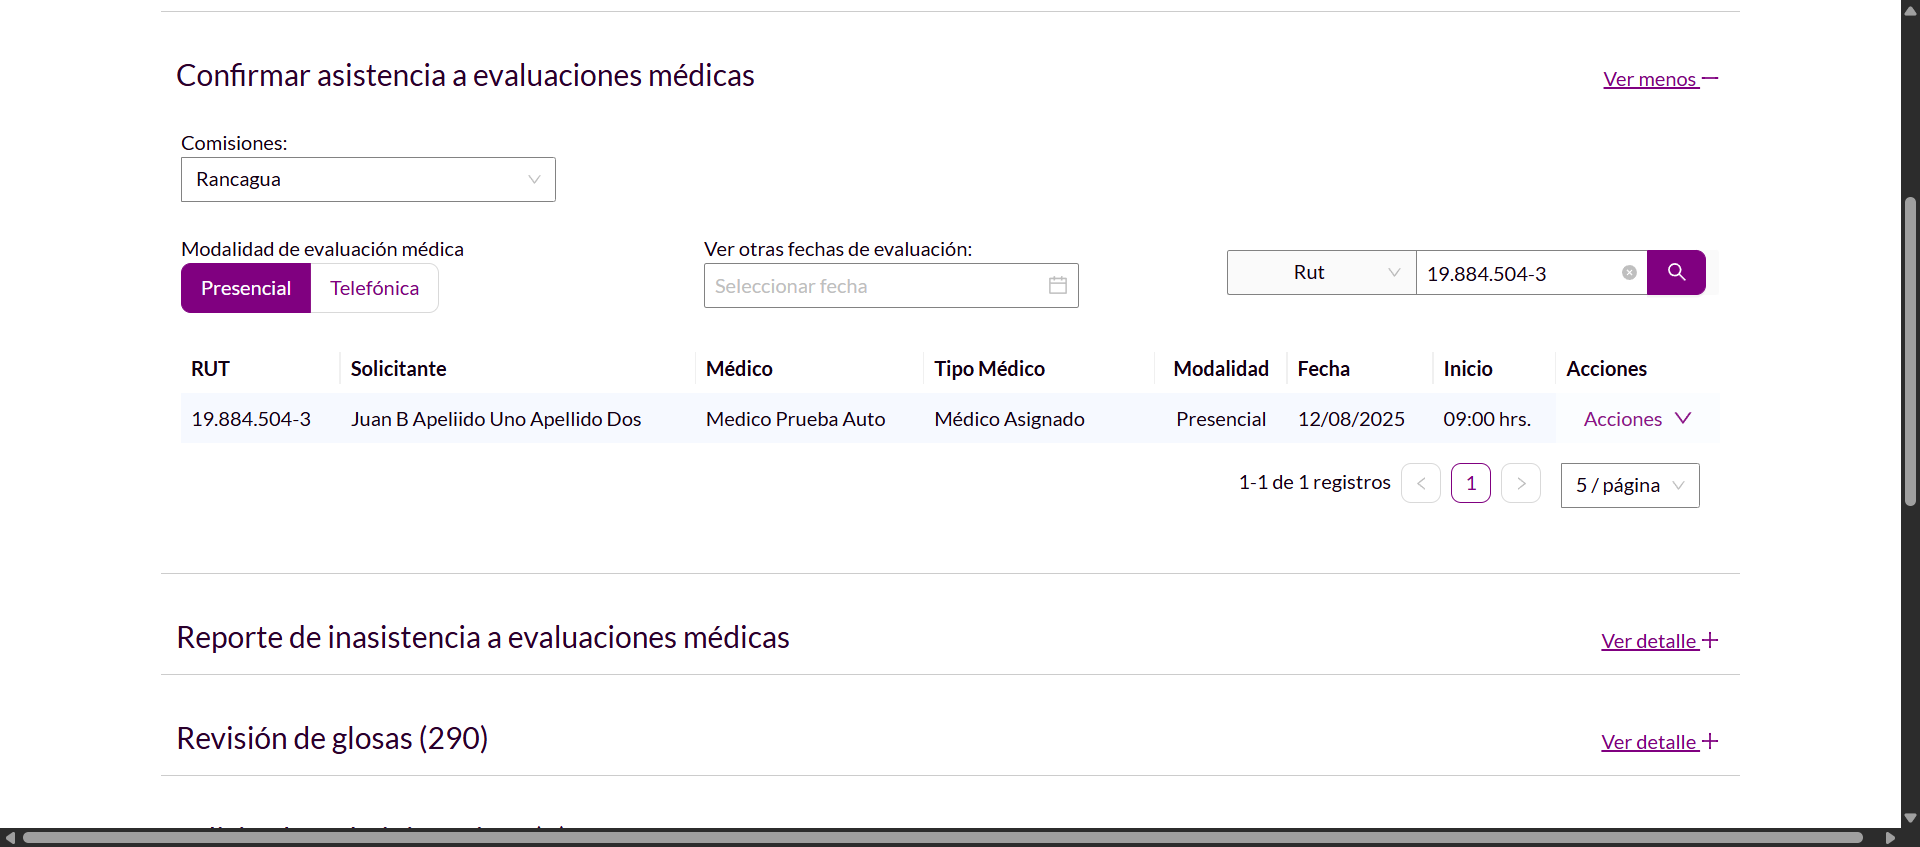 Confirmar asistencia a evaluaciones médicas
Ver menos
Comisiones:
Rancagua
Modalidad de evaluación médica
Presencial Telefónica
Ver otras fechas de evaluación:
Seleccionar fecha
Rut 19.884.504-3
RUT Solicitante Médico Tipo Médico Modalidad Fecha Inicio Acciones
19.884.504-3 Juan B Apeliido Uno Apellido Dos Medico Prueba Auto Médico Asignado Presencial 12/08/2025 09:00 hrs. Acciones
1-1 de 1 registros < 1 > 5 / página
Reporte de inasistencia a evaluaciones médicas
Ver detalle +
Revisión de glosas (290)
Ver detalle +